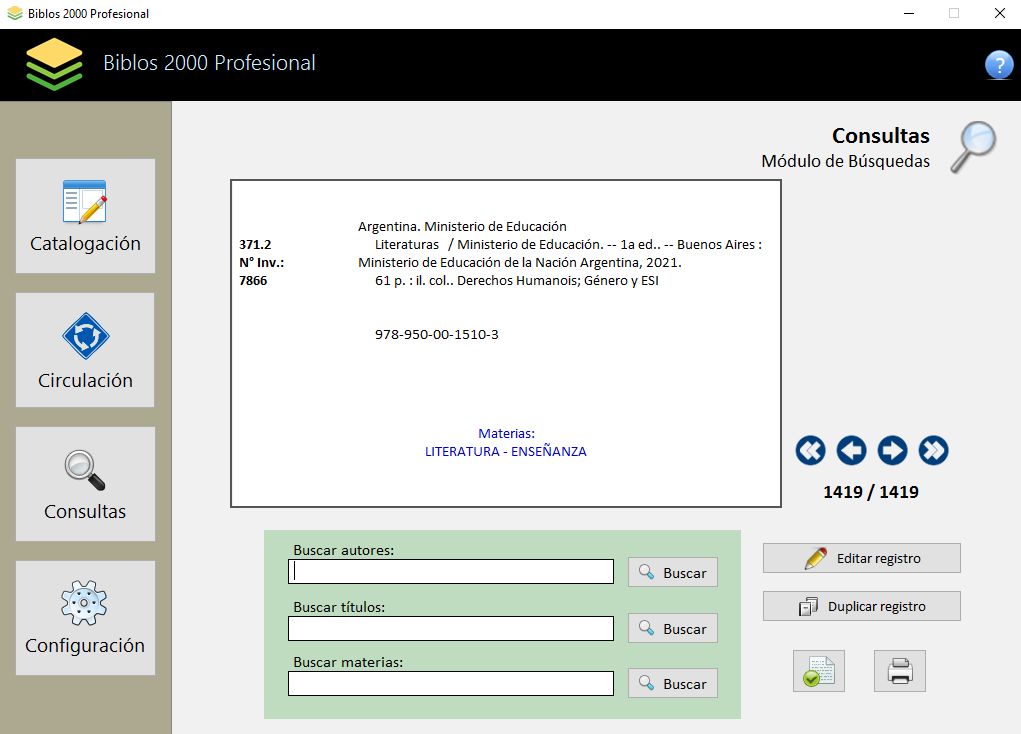 Biblos 2000 Profesional
Biblos 2000 Profesional
?
Catalogación
Circulación
Consultas
Configuración
Consultas
Módulo de Búsquedas
Argentina. Ministerio de Educación
371.2 Literaturas / Ministerio de Educación. -- 1a ed.. -- Buenos Aires :
N° Inv.: Ministerio de Educación de la Nación Argentina, 2021.
7866 61 p. : il. col.. Derechos Humanois; Género y ESI
978-950-00-1510-3
Materias:
LITERATURA - ENSEÑANZA
1419 / 1419
Buscar autores:
Buscar
Buscar títulos:
Buscar
Buscar materias:
Buscar
Editar registro
Duplicar registro